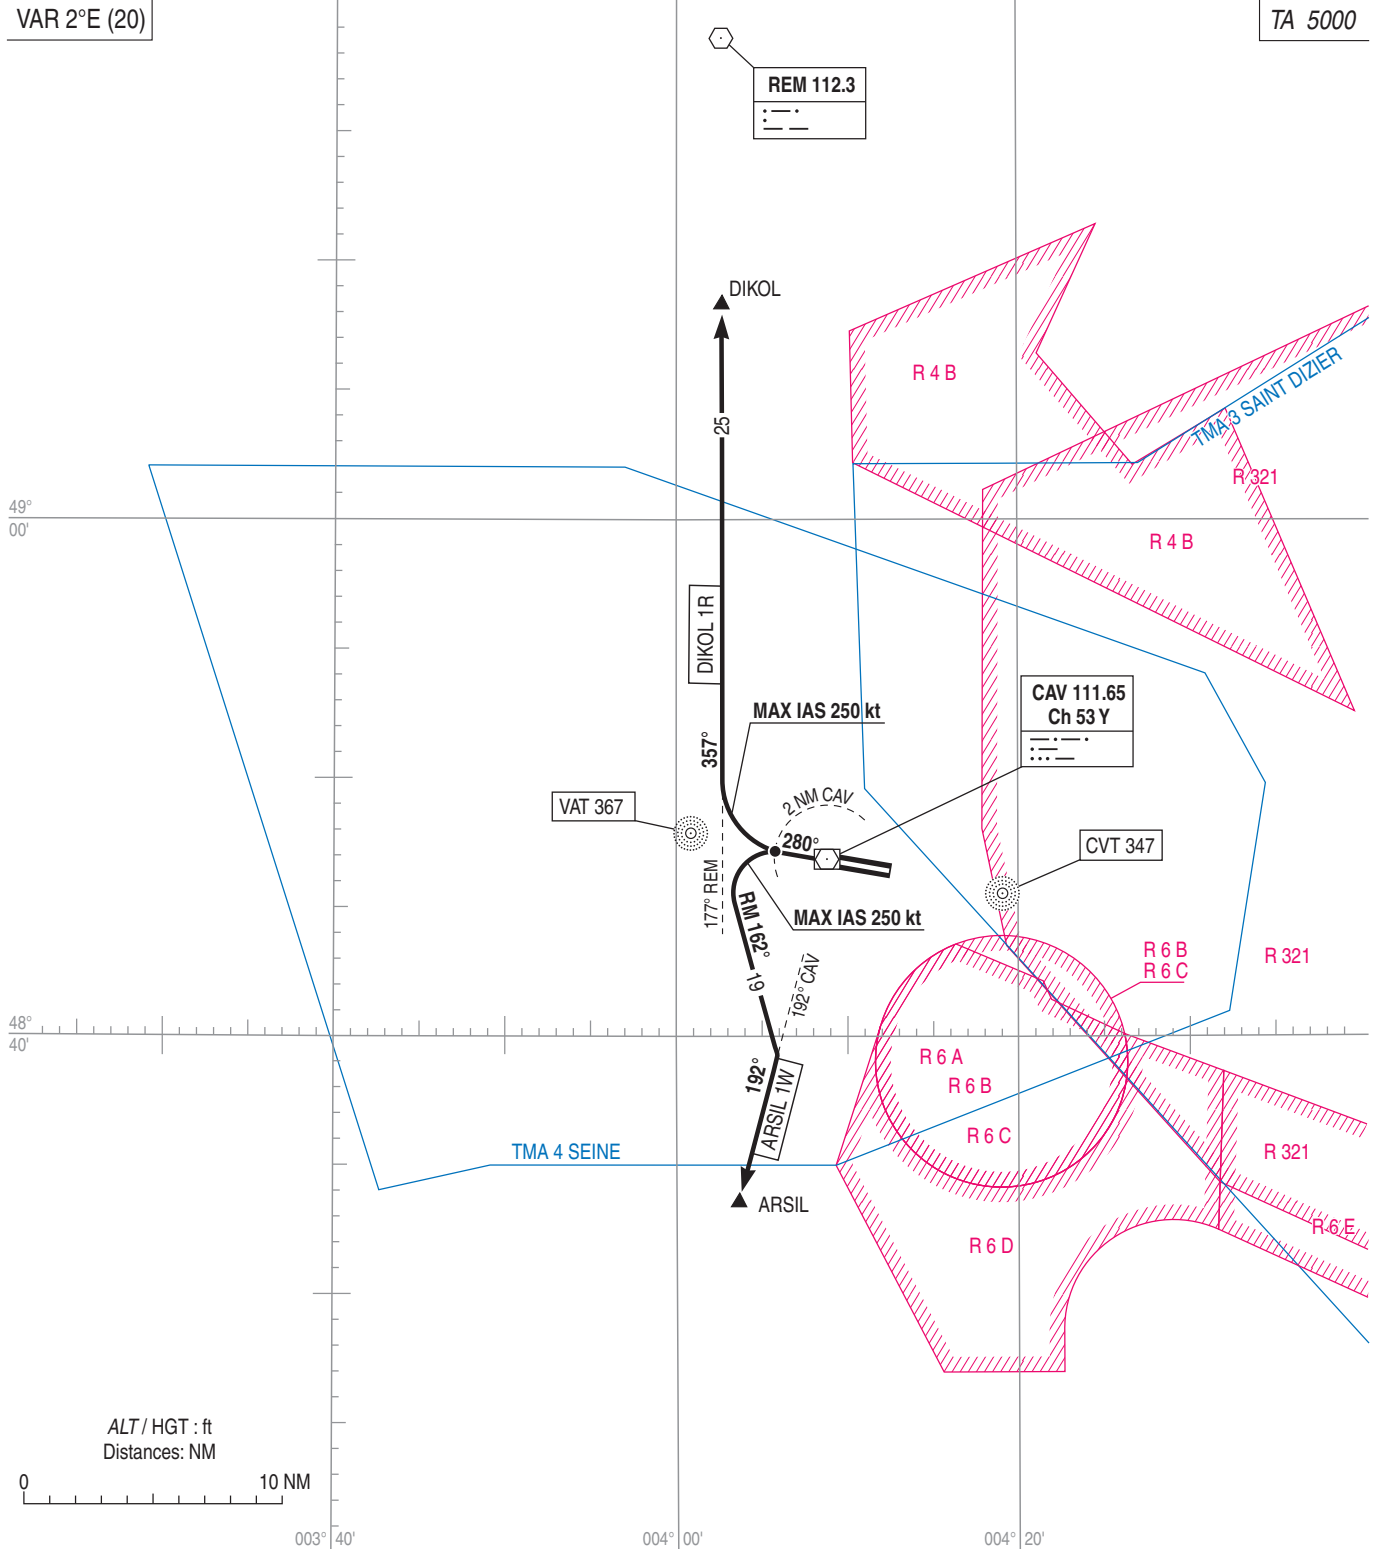 VAR 2°E (20)
TA 5000
REM 112.3
DIKOL
R 4 B
25
TMA 3 SAINT DIZIER
R 321
49°
00'
R 4 B
DIKOL 1R
CAV 111.65
Ch 53 Y
MAX IAS 250 kt
357°
2 NM CAV
VAT 367
280°
CVT 347
177° REM
RM 162°
MAX IAS 250 kt
R 6 B
R 6 C
R 321
19
192° CAV
48°
40'
R 6 A
R 6 B
192°
ARSIL 1W
R 6 C
TMA 4 SEINE
R 321
ARSIL
R 6 E
R 6 D
ALT / HGT : ft
Distances: NM
0
10 NM
003° 40'
004° 00'
004° 20'